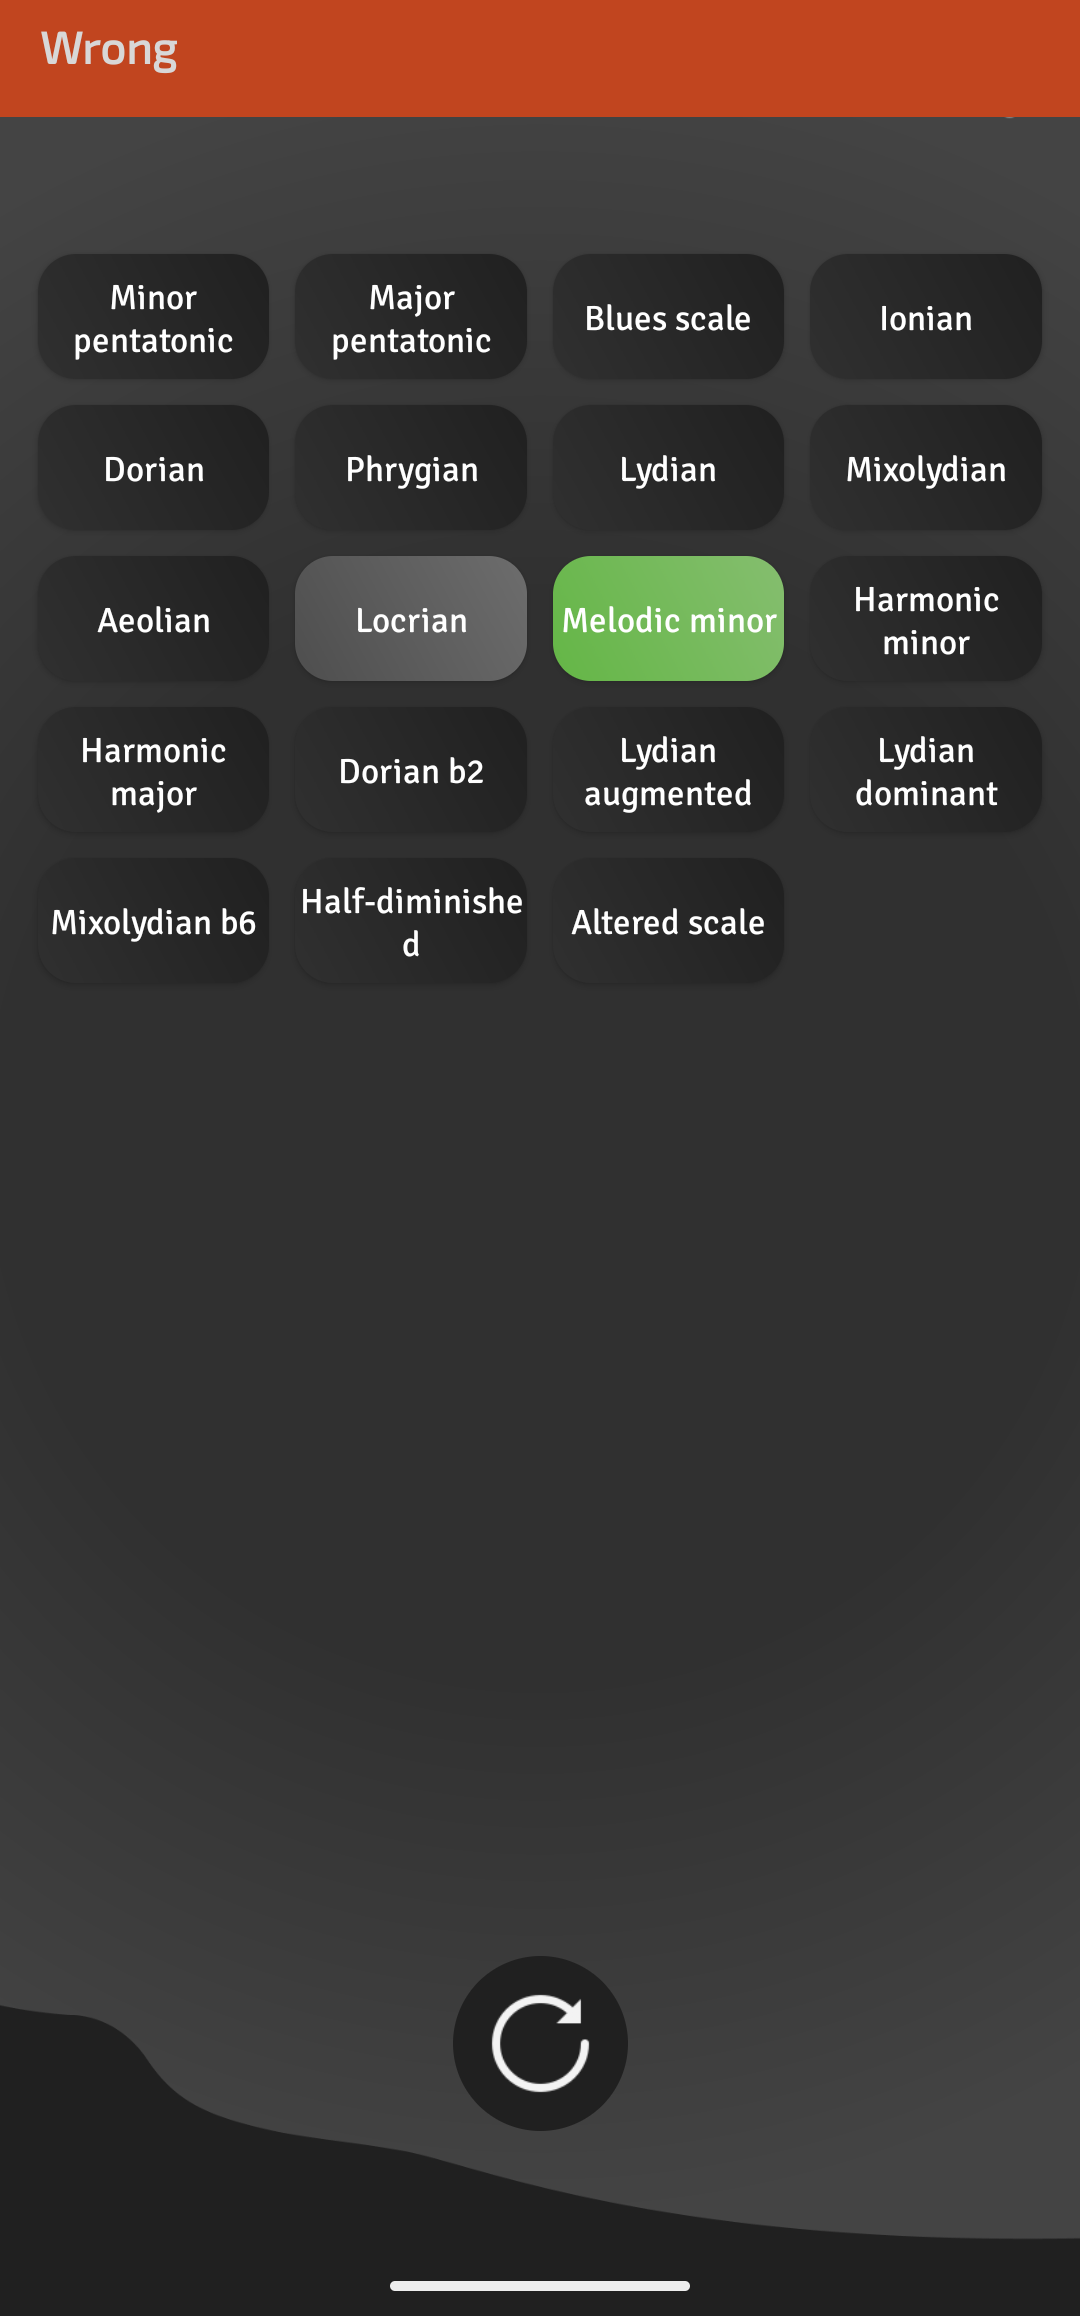 Wrong
Minor
pentatonic
Major
pentatonic
Blues scale
Ionian
Dorian
Phrygian
Lydian
Mixolydian
Aeolian
Locrian
Melodic minor
Harmonic
minor
Harmonic
major
Dorian b2
Lydian
augmented
Lydian
dominant
Mixolydian b6
Half-diminishe
d
Altered scale